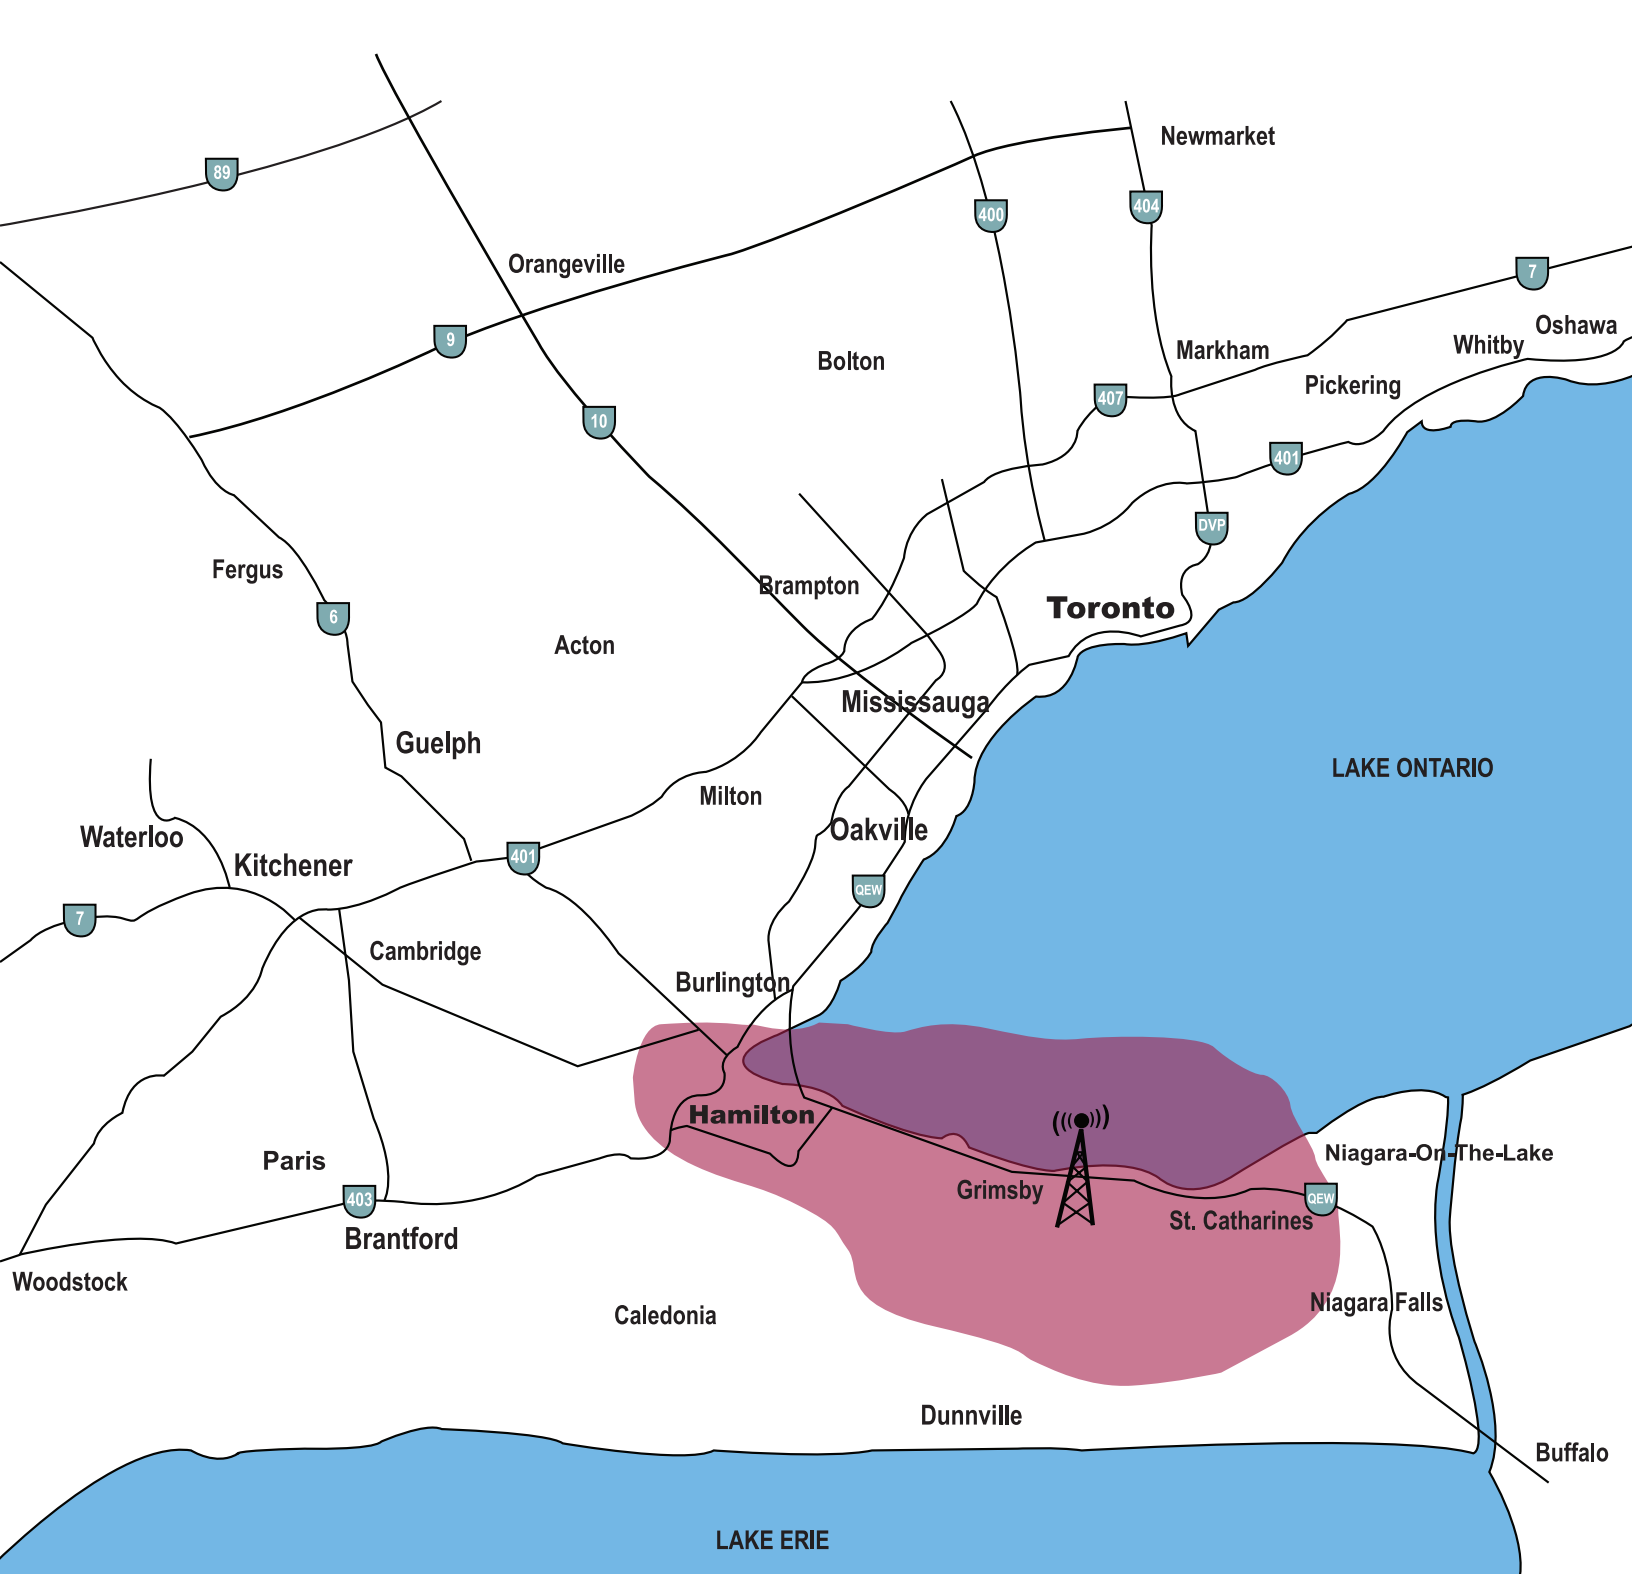 Newmarket
89
404
400
Orangeville
7
Oshawa
9
Whitby
Markham
Bolton
Pickering
407
10
401
DVP
Fergus
Brampton
Toronto
6
Acton
Mississauga
Guelph
LAKE ONTARIO
Milton
Oakville
Waterloo
401
Kitchener
QEW
7
Cambridge
Burlington
Hamilton
Niagara-On-The-Lake
Paris
Grimsby
403
QEW
St. Catharines
Brantford
Woodstock
Niagara Falls
Caledonia
Dunnville
Buffalo
LAKE ERIE